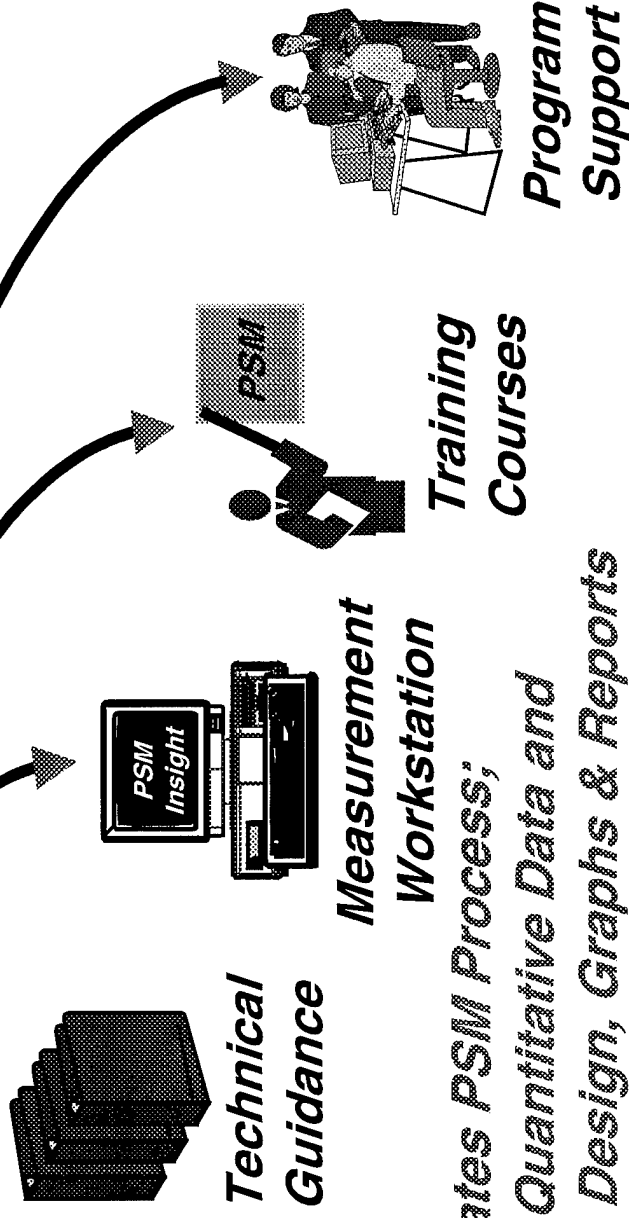 Technical
Guidance
PSM
Insight
Measurement
Workstation
PSM
Training
Courses
Program
Support
ates PSM Process;
Quantitative Data and
Design, Graphs & Reports